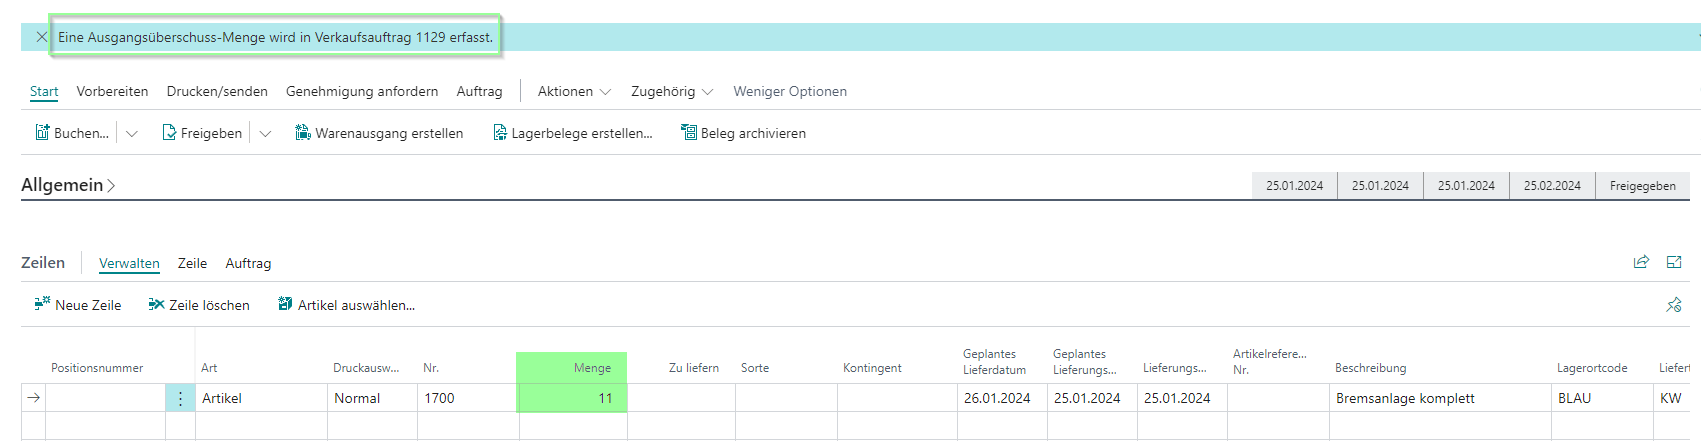 Eine Ausgangsüberschuss-Menge wird in Verkaufsauftrag 1129 erfasst.
Start Vorbereiten Drucken/senden Genehmigung anfordern Auftrag Aktionen Zugehörig Weniger Optionen
Buchen... Freigeben Warenausgang erstellen Lagerbelege erstellen... Beleg archivieren
Allgemein 25.01.2024 25.01.2024 25.01.2024 25.02.2024 Freigegeben
Zeilen Verwalten Zeile Auftrag
Neue Zeile Zeile löschen Artikel auswählen...
Positionsnummer Art Druckausw... Nr. Menge Zu liefern Sorte Kontingent Geplantes Lieferdatum Geplantes Lieferungs... Lieferungs... Artikelrefere... Nr. Beschreibung Lagerortcode Liefert
Artikel Normal 1700 11 26.01.2024 25.01.2024 25.01.2024 Bremsanlage komplett BLAU KW